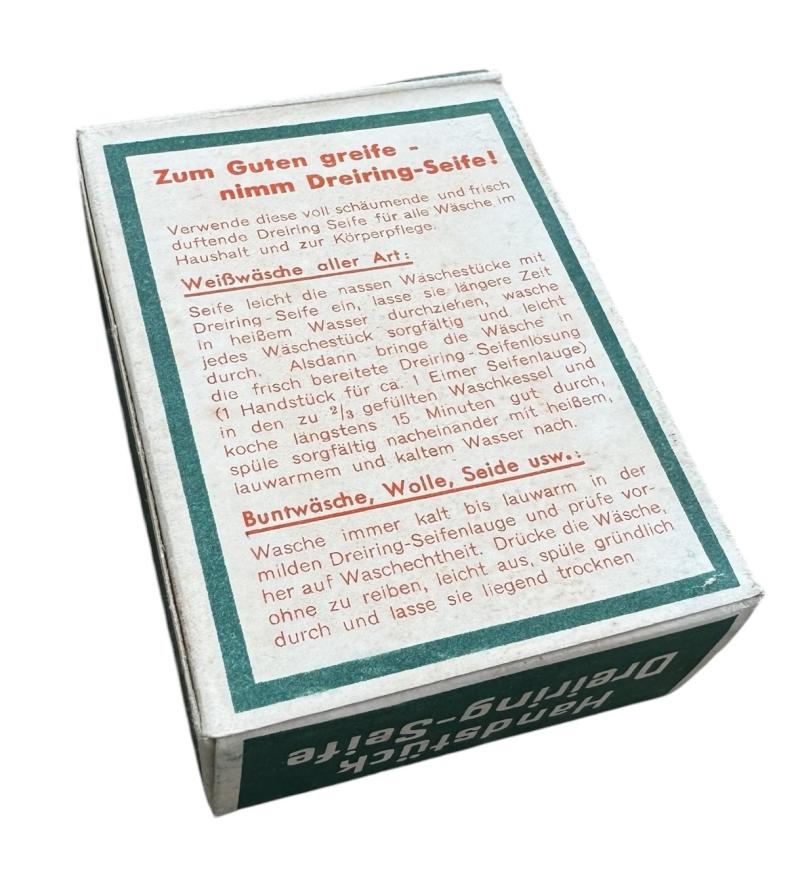 Zum Guten greife -
nimm Dreiring-Seife!
Verwende diese voll schäumende und frisch
duftende Dreiring Seife für alle Wäsche im
Haushalt und zur Körperpflege.
Weißwäsche aller Art:
Seife leicht die nassen Wäschestücke mit
Dreiring-Seife ein, lasse sie längere Zeit
in heißem Wasser durchziehen, wasche
jedes Wäschestück sorgfältig und leicht
durch. Alsdann bringe die Wäsche in
die frisch bereitete Dreiring-Seifenlösung
(1 Handstück für ca. 1 Eimer Seifenlauge)
in den zu 2/3 gefüllten Waschkessel und
koche längstens 15 Minuten gut durch,
spüle sorgfältig nacheinander mit heißem,
lauwarmem und kaltem Wasser nach.
Buntwäsche, Wolle, Seide usw.:
Wasche immer kalt bis lauwarm in der
milden Dreiring-Seifenlauge und prüfe vor-
her auf Waschechtheit. Drücke die Wäsche,
ohne zu reiben, leicht aus, spüle gründlich
durch und lasse sie liegend trocknen
Handstück
Dreiring-Seife